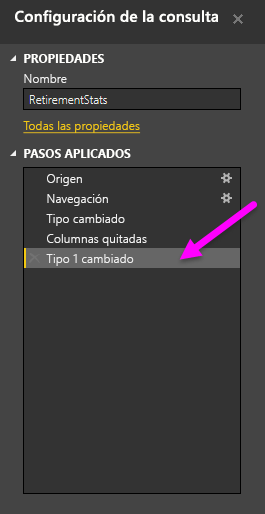 Configuración de la consulta
PROPIEDADES
Nombre
RetirementStats
Todas las propiedades
PASOS APLICADOS
Origen
Navegación
Tipo cambiado
Columnas quitadas
Tipo 1 cambiado